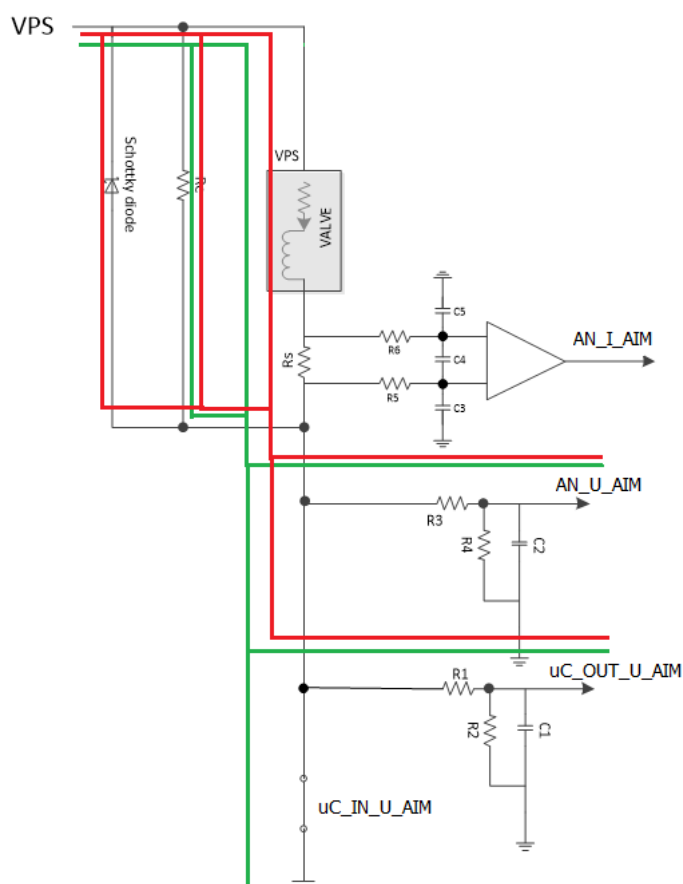 VPS
Schottky diode
Rc
VPS
VALVE
Rs
C5
R6
C4
R5
C3
AN_I_AIM
AN_U_AIM
R3
R4
C2
uC_OUT_U_AIM
R1
R2
C1
uC_IN_U_AIM